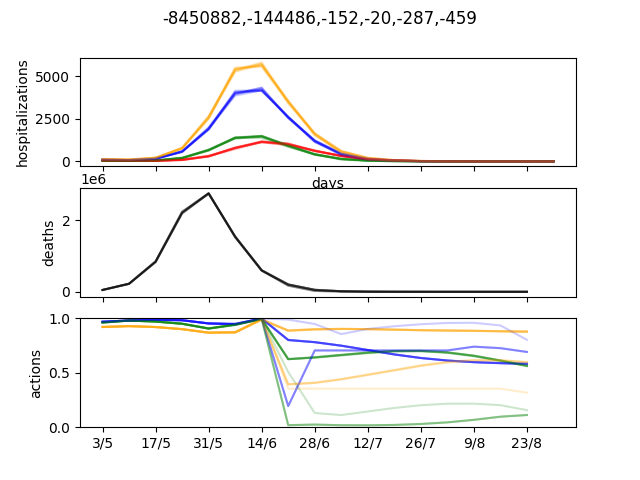 -8450882,-144486,-152,-20,-287,-459
hospitalizations
5000
2500
0
days
1e6
deaths
2
0
actions
1.0
0.5
0.0
3/5 17/5 31/5 14/6 28/6 12/7 26/7 9/8 23/8